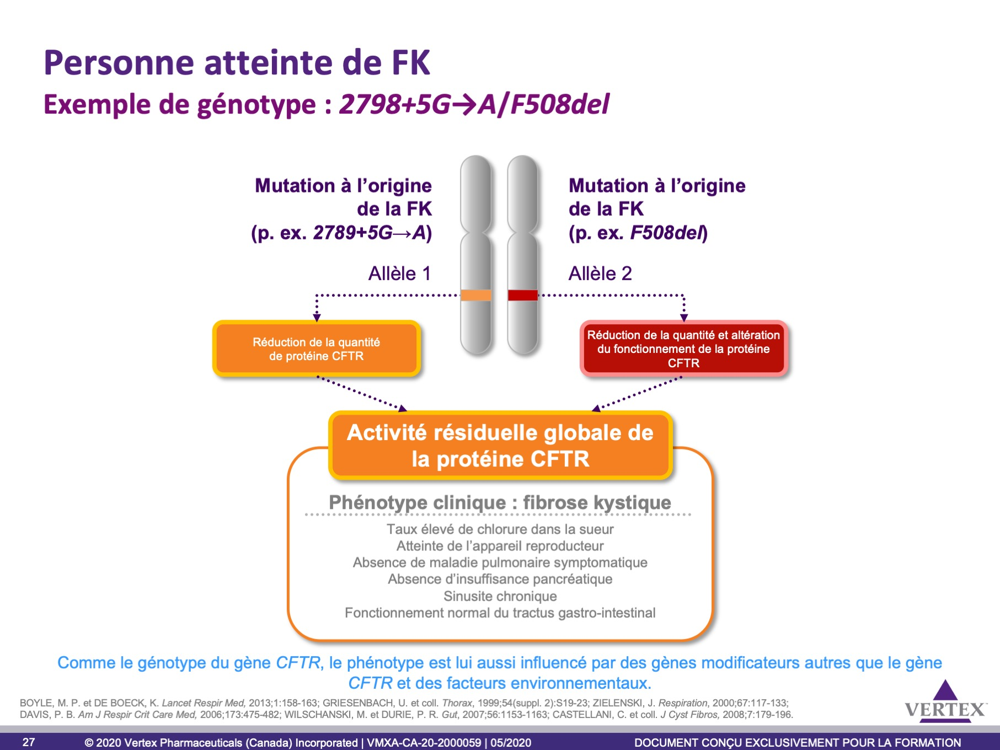 Personne atteinte de FK
Exemple de génotype : 2798+5G→A/F508del
Mutation à l’origine
de la FK
(p. ex. 2789+5G→A)
Allèle 1
Mutation à l’origine
de la FK
(p. ex. F508del)
Allèle 2
Réduction de la quantité
de protéine CFTR
Réduction de la quantité et altération
du fonctionnement de la protéine
CFTR
Activité résiduelle globale de
la protéine CFTR
Phénotype clinique : fibrose kystique
Taux élevé de chlorure dans la sueur
Atteinte de l’appareil reproducteur
Absence de maladie pulmonaire symptomatique
Absence d’insuffisance pancréatique
Sinusite chronique
Fonctionnement normal du tractus gastro-intestinal
Comme le génotype du gène CFTR, le phénotype est lui aussi influencé par des gènes modificateurs autres que le gène
CFTR et des facteurs environnementaux.
BOYLE, M. P. et DE BOECK, K. Lancet Respir Med, 2013;1:158-163; GRIESENBACH, U. et coll. Thorax, 1999;54(suppl. 2):S19-23; ZIELENSKI, J. Respiration, 2000;67:117-133;
DAVIS, P. B. Am J Respir Crit Care Med, 2006;173:475-482; WILSCHANSKI, M. et DURIE, P. R. Gut, 2007;56:1153-1163; CASTELLANI, C. et coll. J Cyst Fibros, 2008;7:179-196.
VERTEX™
27
© 2020 Vertex Pharmaceuticals (Canada) Incorporated | VMXA-CA-20-2000059 | 05/2020
DOCUMENT CONÇU EXCLUSIVEMENT POUR LA FORMATION